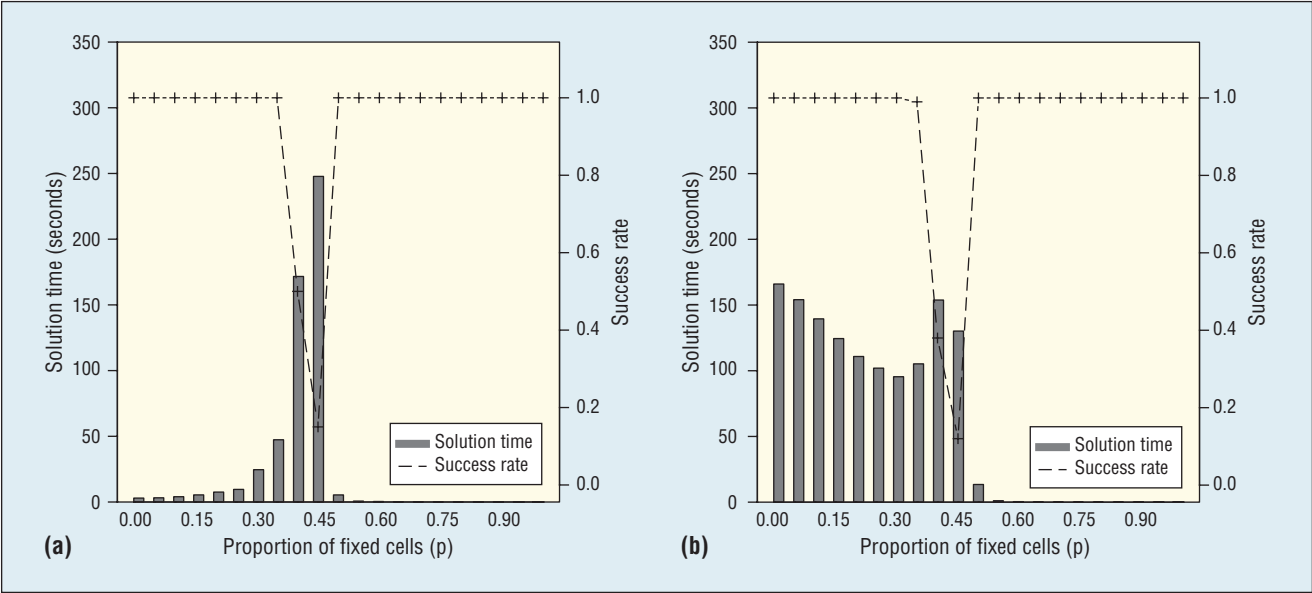 350
300
250
200
150
100
50
0
Solution time (seconds)
1.0
0.8
0.6
0.4
0.2
0.0
Success rate
Solution time
Success rate
0.00 0.15 0.30 0.45 0.60 0.75 0.90
(a) Proportion of fixed cells (p)
350
300
250
200
150
100
50
0
Solution time (seconds)
1.0
0.8
0.6
0.4
0.2
0.0
Success rate
Solution time
Success rate
0.00 0.15 0.30 0.45 0.60 0.75 0.90
(b) Proportion of fixed cells (p)